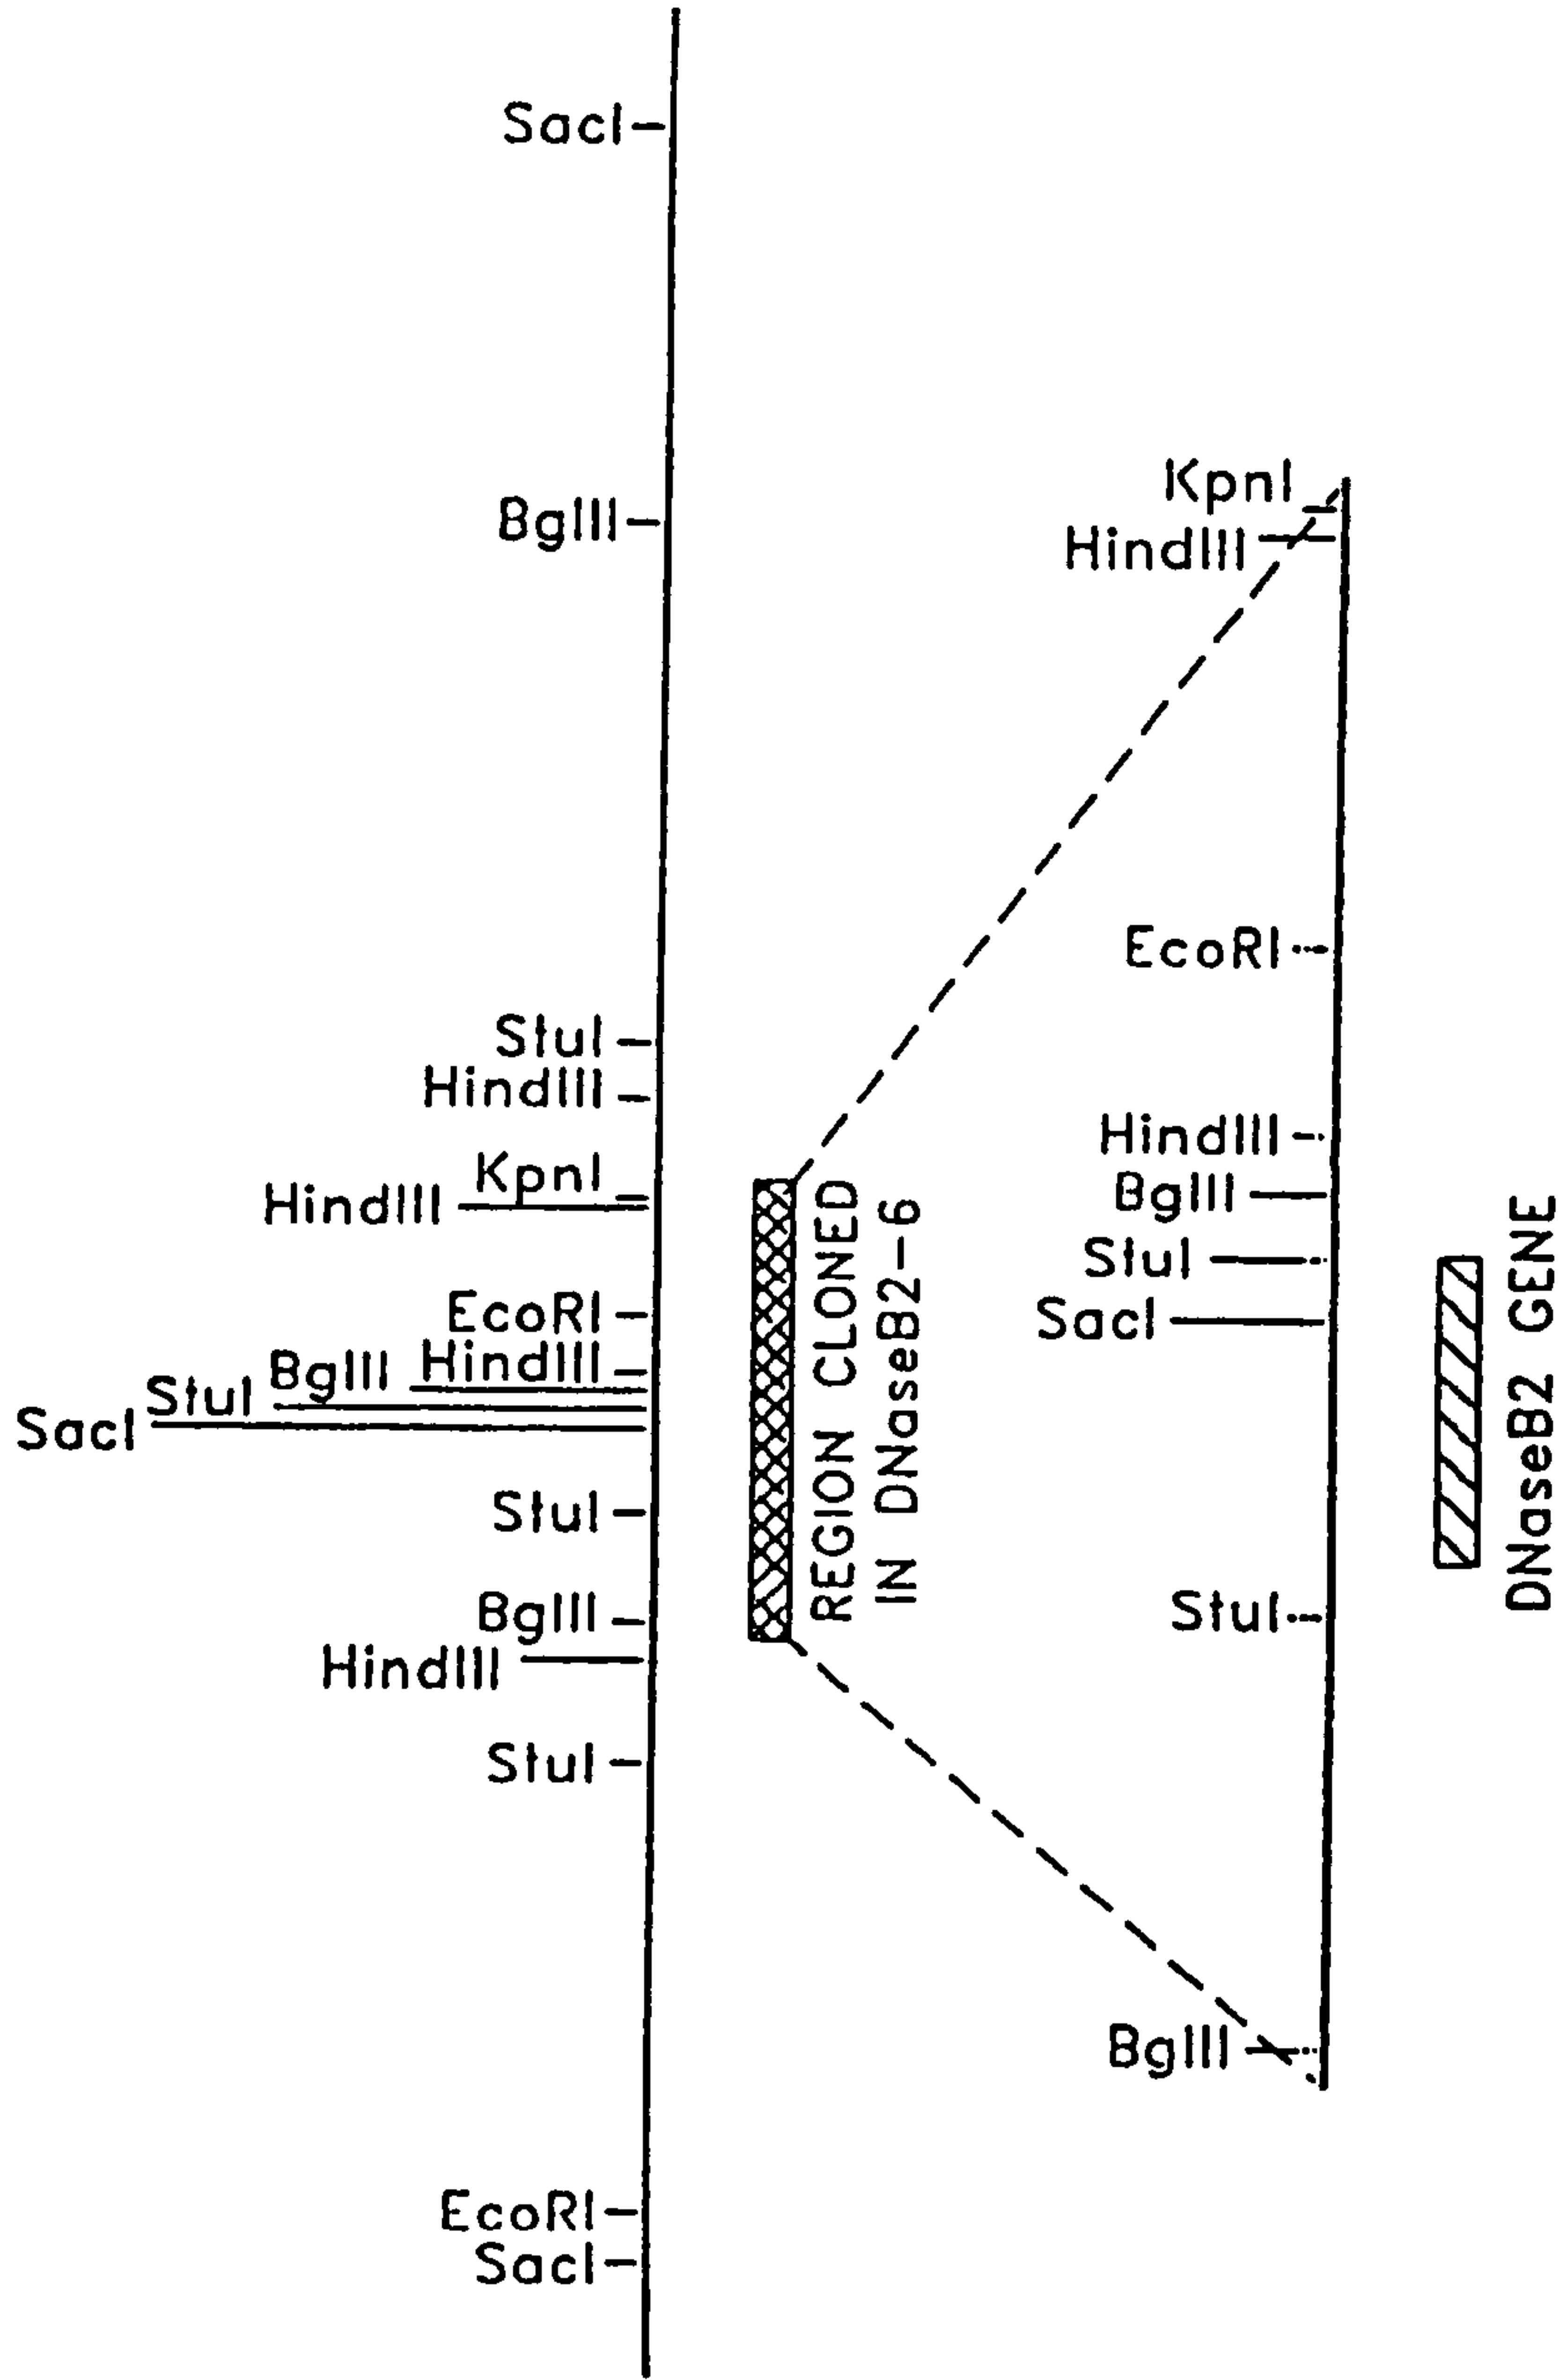 SacI
BglII
StuI
HindIII
KpnI
HindIII
EcoRI
HindIII
BglII
StuI
SacI
StuI
BglII
HindIII
StuI
EcoRI
SacI
REGION CLONED
IN DNaseB2-6
KpnI
HindIII
EcoRI
HindIII
BglII
StuI
SacI
StuI
BglII
DNaseB2 GENE